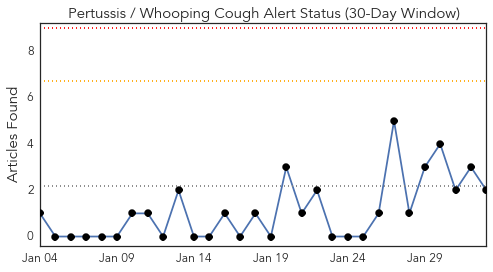 Pertussis / Whooping Cough Alert Status (30-Day Window)
Articles Found
8
6
4
2
0
Jan 04 Jan 09 Jan 14 Jan 19 Jan 24 Jan 29